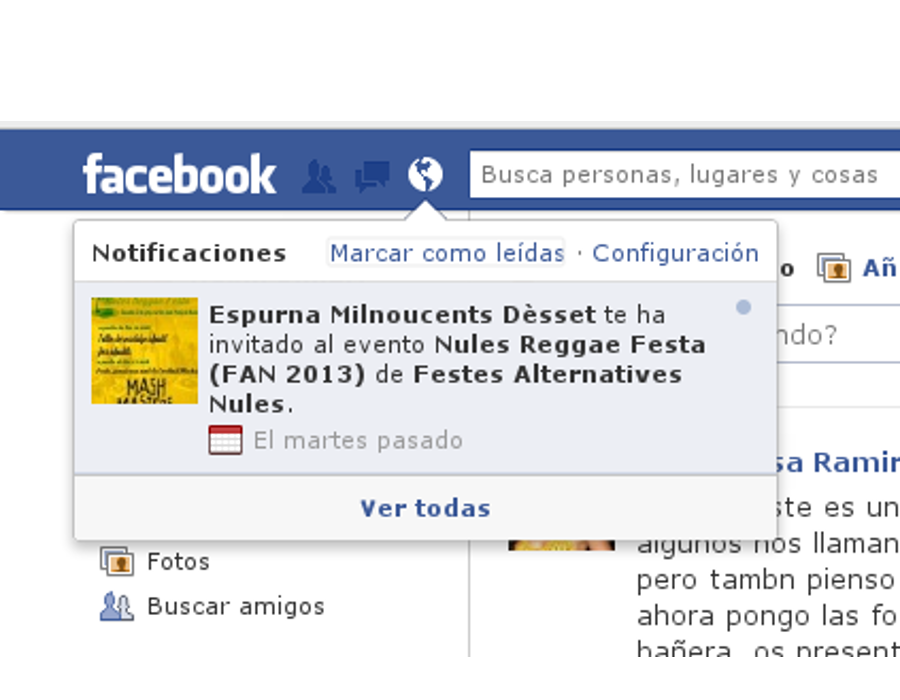 facebook
Busca personas, lugares y cosas
Notificaciones Marcar como leídas · Configuración
Espurna Milnoucents Dèsset te ha
invitado al evento Nules Reggae Festa
(FAN 2013) de Festes Alternatives
Nules.
El martes pasado
Ver todas
MASH
Fotos
Buscar amigos
o Añ
ndo?
sa Ramir
ste es un
algunos nos llaman
pero tambn pienso
ahora pongo las fo
bañera, os present